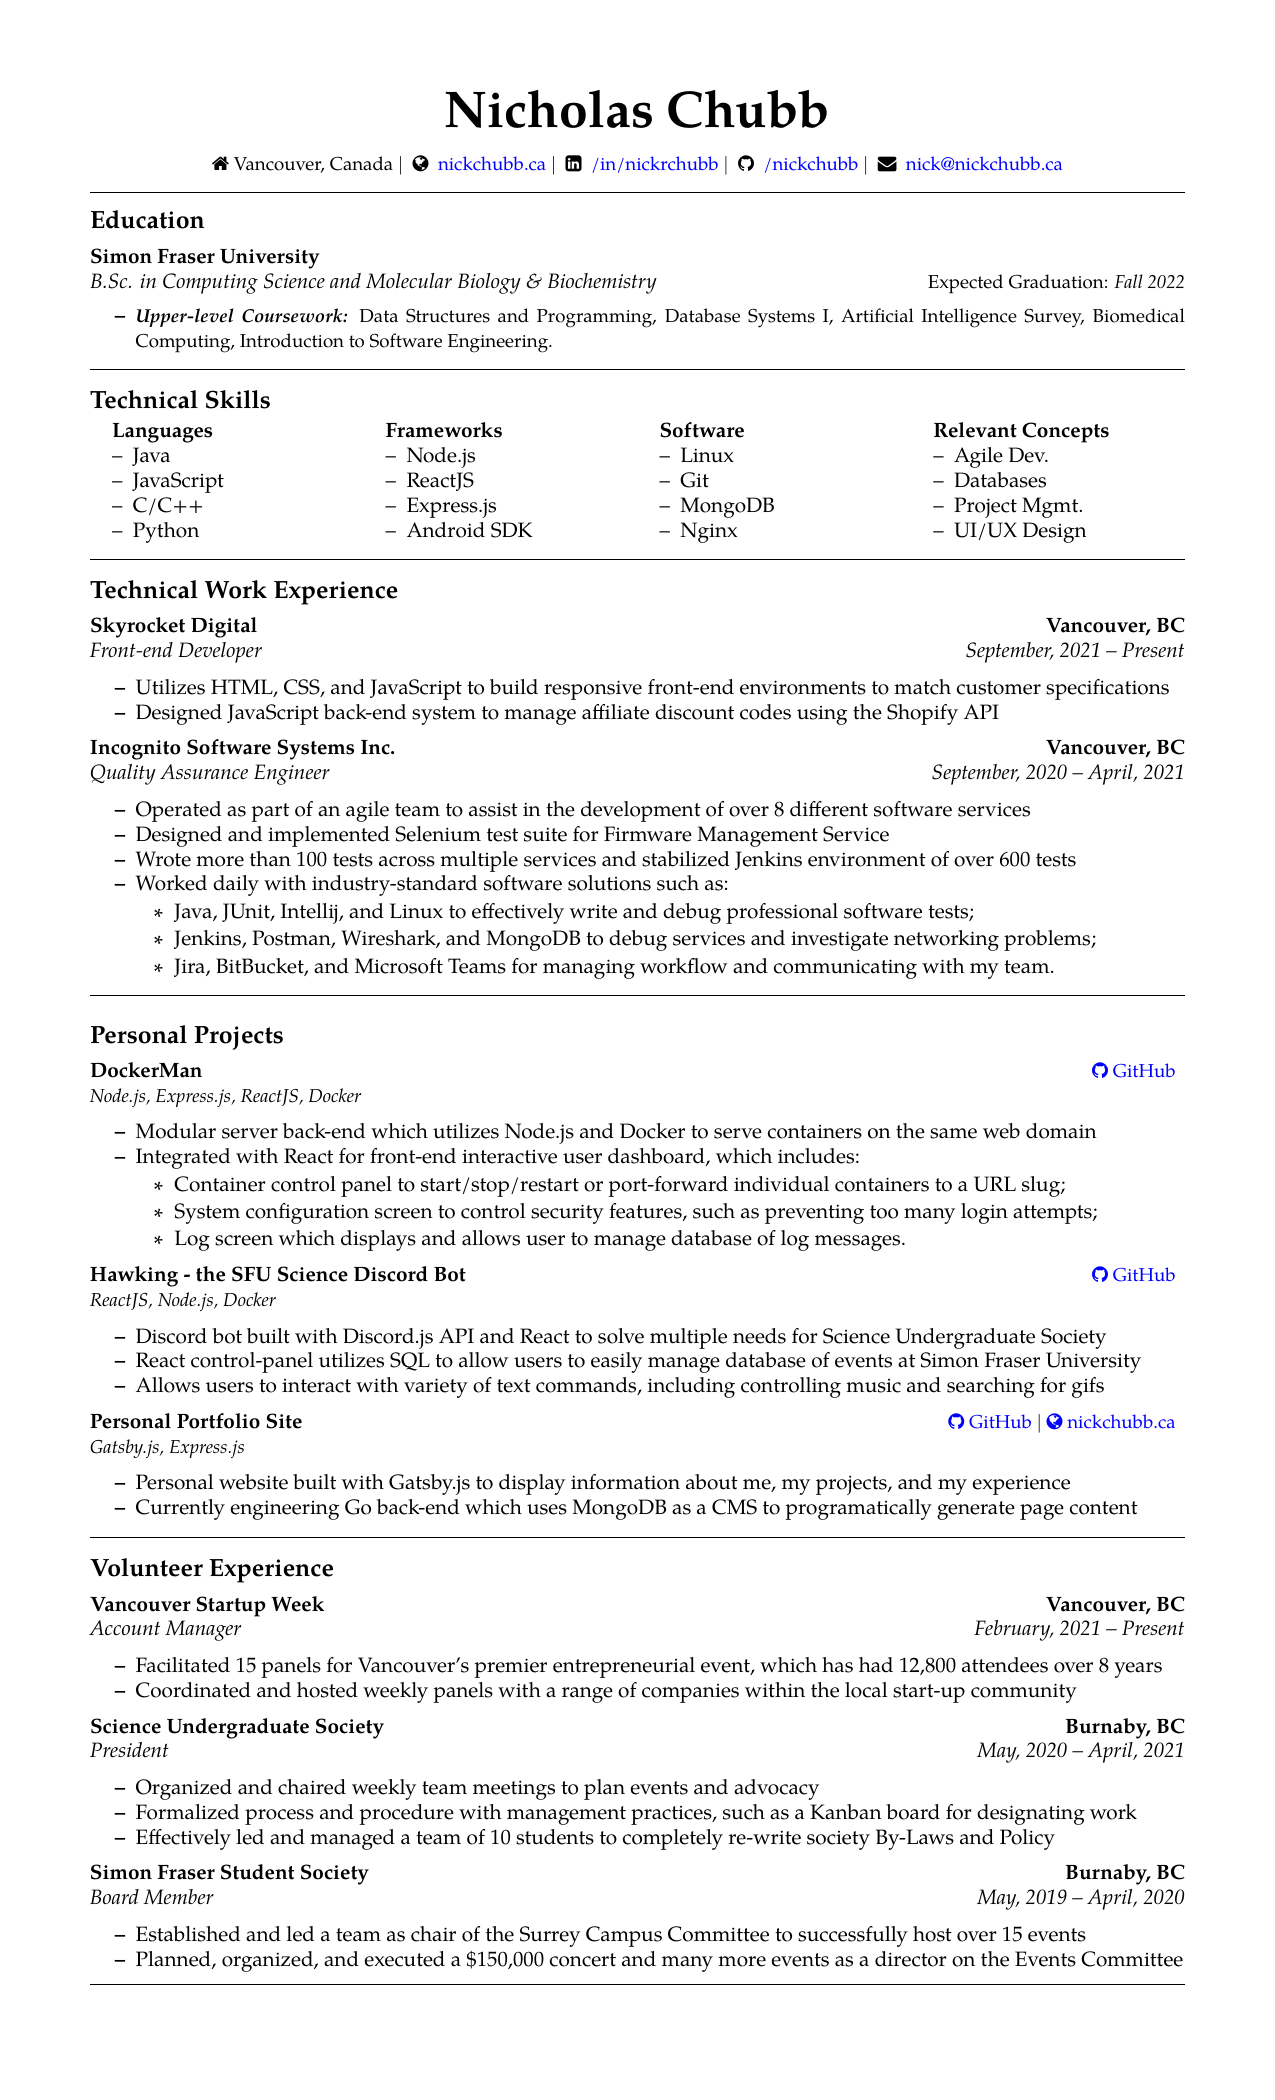 Nicholas Chubb
Vancouver, Canada | nickchubb.ca | /in/nickrchubb | /nickchubb | nick@nickchubb.ca
Education
Simon Fraser University
B.Sc. in Computing Science and Molecular Biology & Biochemistry Expected Graduation: Fall 2022
– Upper-level Coursework: Data Structures and Programming, Database Systems I, Artificial Intelligence Survey, Biomedical
Computing, Introduction to Software Engineering.
Technical Skills
Languages Frameworks Software Relevant Concepts
– Java – Node.js – Linux – Agile Dev.
– JavaScript – ReactJS – Git – Databases
– C/C++ – Express.js – MongoDB – Project Mgmt.
– Python – Android SDK – Nginx – UI/UX Design
Technical Work Experience
Skyrocket Digital Vancouver, BC
Front-end Developer September, 2021 – Present
– Utilizes HTML, CSS, and JavaScript to build responsive front-end environments to match customer specifications
– Designed JavaScript back-end system to manage affiliate discount codes using the Shopify API
Incognito Software Systems Inc. Vancouver, BC
Quality Assurance Engineer September, 2020 – April, 2021
– Operated as part of an agile team to assist in the development of over 8 different software services
– Designed and implemented Selenium test suite for Firmware Management Service
– Wrote more than 100 tests across multiple services and stabilized Jenkins environment of over 600 tests
– Worked daily with industry-standard software solutions such as:
* Java, JUnit, Intellij, and Linux to effectively write and debug professional software tests;
* Jenkins, Postman, Wireshark, and MongoDB to debug services and investigate networking problems;
* Jira, BitBucket, and Microsoft Teams for managing workflow and communicating with my team.
Personal Projects
DockerMan GitHub
Node.js, Express.js, ReactJS, Docker
– Modular server back-end which utilizes Node.js and Docker to serve containers on the same web domain
– Integrated with React for front-end interactive user dashboard, which includes:
* Container control panel to start/stop/restart or port-forward individual containers to a URL slug;
* System configuration screen to control security features, such as preventing too many login attempts;
* Log screen which displays and allows user to manage database of log messages.
Hawking - the SFU Science Discord Bot GitHub
ReactJS, Node.js, Docker
– Discord bot built with Discord.js API and React to solve multiple needs for Science Undergraduate Society
– React control-panel utilizes SQL to allow users to easily manage database of events at Simon Fraser University
– Allows users to interact with variety of text commands, including controlling music and searching for gifs
Personal Portfolio Site GitHub | nickchubb.ca
Gatsby.js, Express.js
– Personal website built with Gatsby.js to display information about me, my projects, and my experience
– Currently engineering Go back-end which uses MongoDB as a CMS to programatically generate page content
Volunteer Experience
Vancouver Startup Week Vancouver, BC
Account Manager February, 2021 – Present
– Facilitated 15 panels for Vancouver's premier entrepreneurial event, which has had 12,800 attendees over 8 years
– Coordinated and hosted weekly panels with a range of companies within the local start-up community
Science Undergraduate Society Burnaby, BC
President May, 2020 – April, 2021
– Organized and chaired weekly team meetings to plan events and advocacy
– Formalized process and procedure with management practices, such as a Kanban board for designating work
– Effectively led and managed a team of 10 students to completely re-write society By-Laws and Policy
Simon Fraser Student Society Burnaby, BC
Board Member May, 2019 – April, 2020
– Established and led a team as chair of the Surrey Campus Committee to successfully host over 15 events
– Planned, organized, and executed a $150,000 concert and many more events as a director on the Events Committee